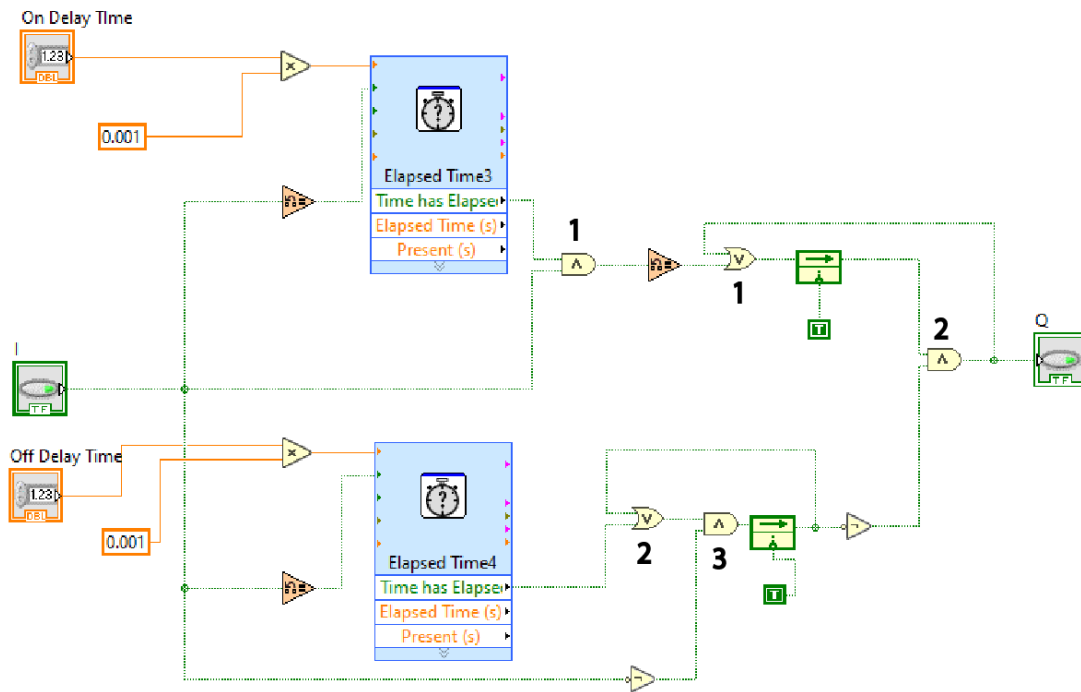 On Delay Time
1.23
DBL
×
0.001
?
Elapsed Time3
Time has Elapse
Elapsed Time (s)
Present (s)
1
∧
∨
1
T
2
∧
Q
TF
I
TF
Off Delay Time
1.23
DBL
×
0.001
?
Elapsed Time4
Time has Elapse
Elapsed Time (s)
Present (s)
∨
2
∧
3
¬
T
¬